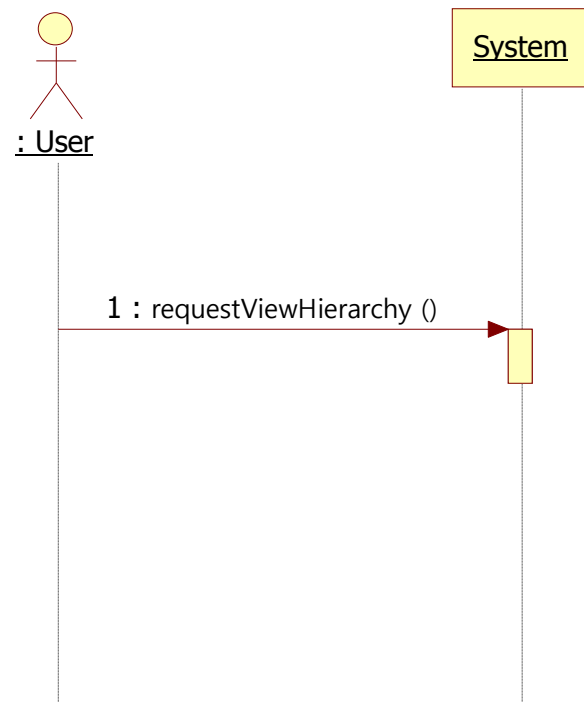 System
: User
1 : requestViewHierarchy ()